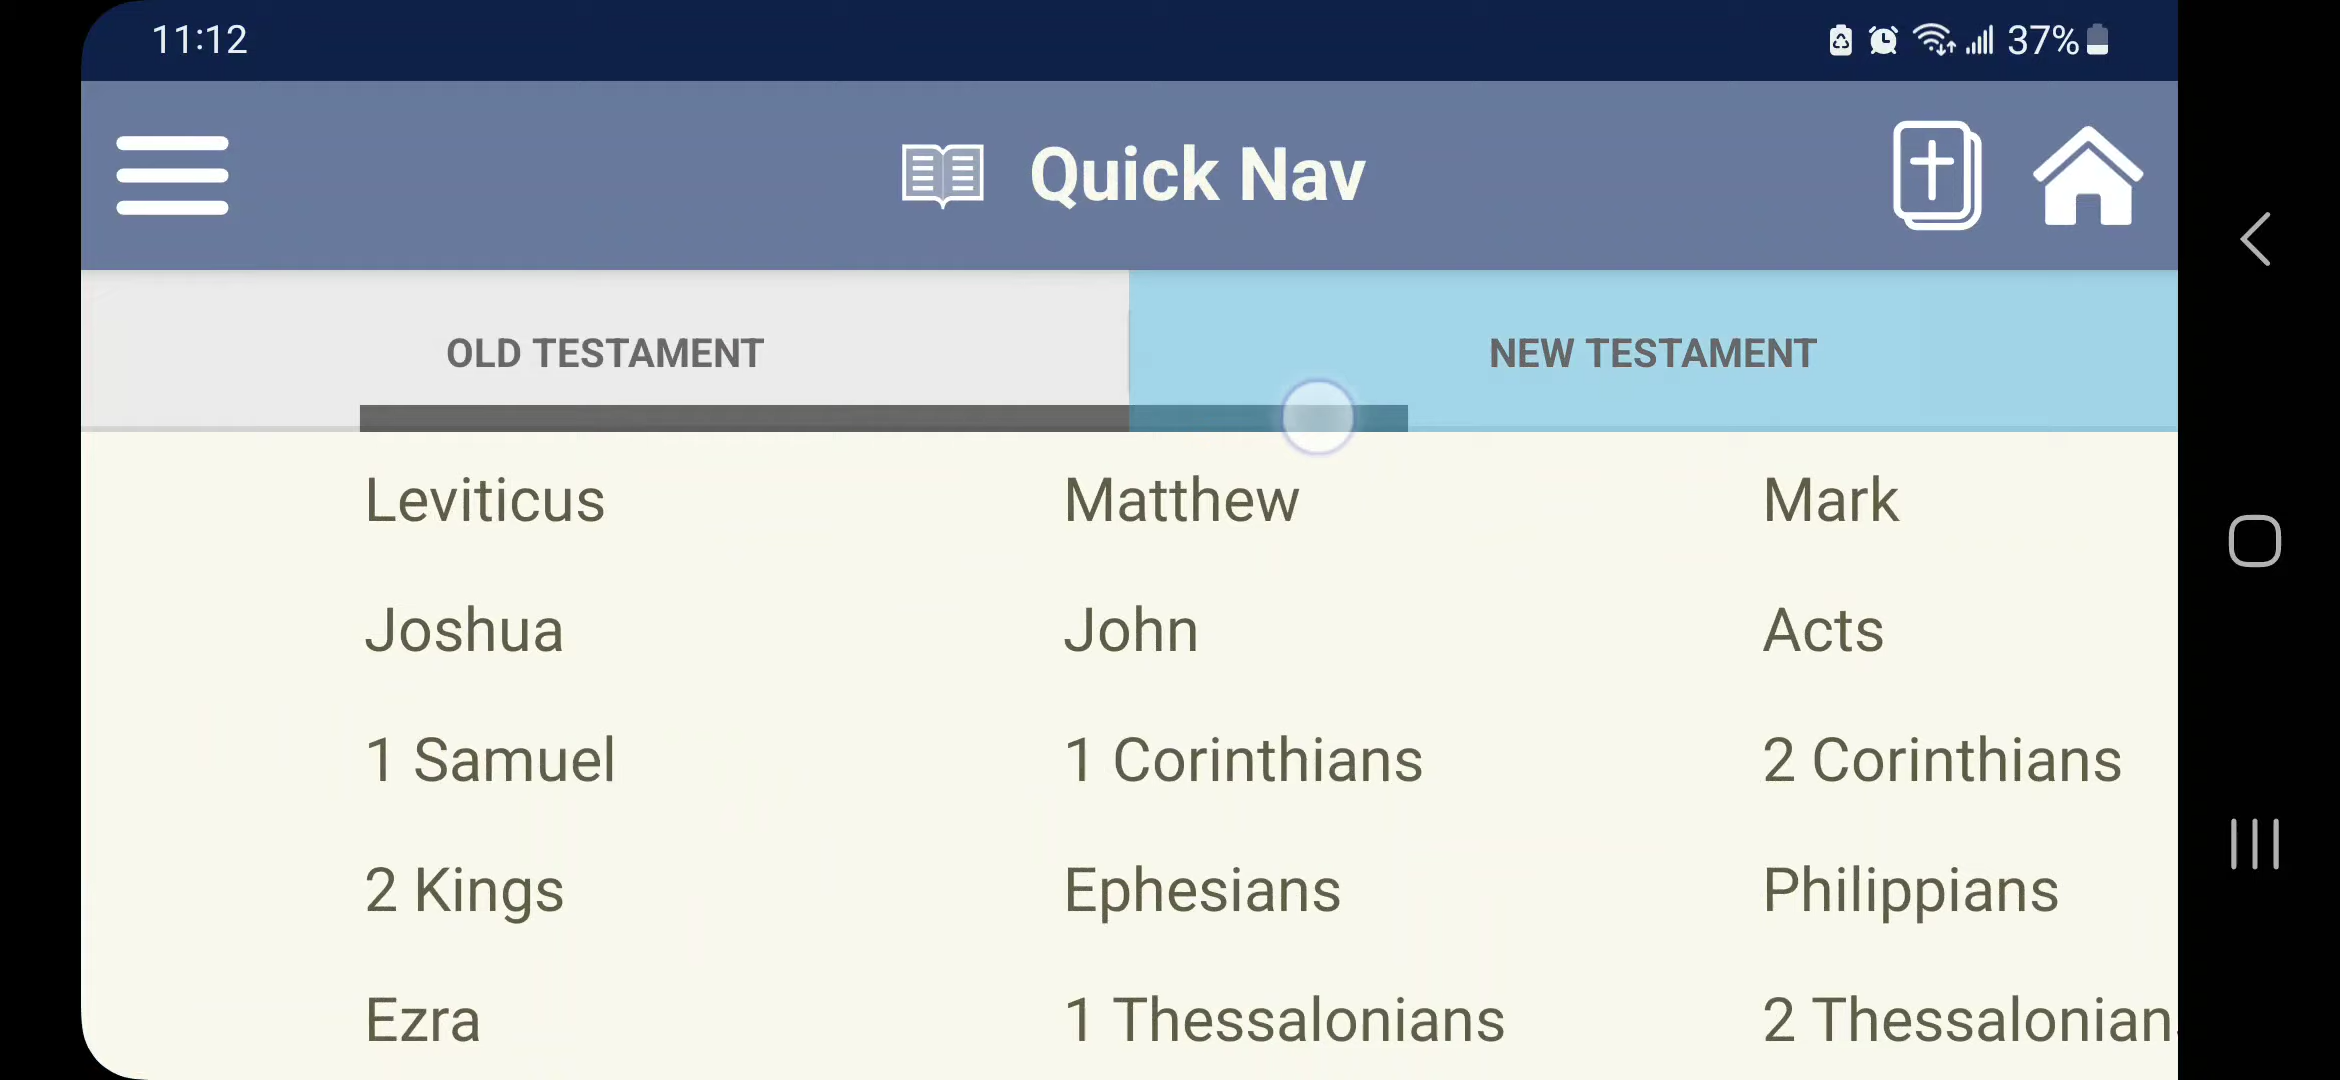 11:12
37%
Quick Nav
OLD TESTAMENT NEW TESTAMENT
Leviticus Matthew Mark
Joshua John Acts
1 Samuel 1 Corinthians 2 Corinthians
2 Kings Ephesians Philippians
Ezra 1 Thessalonians 2 Thessalonian